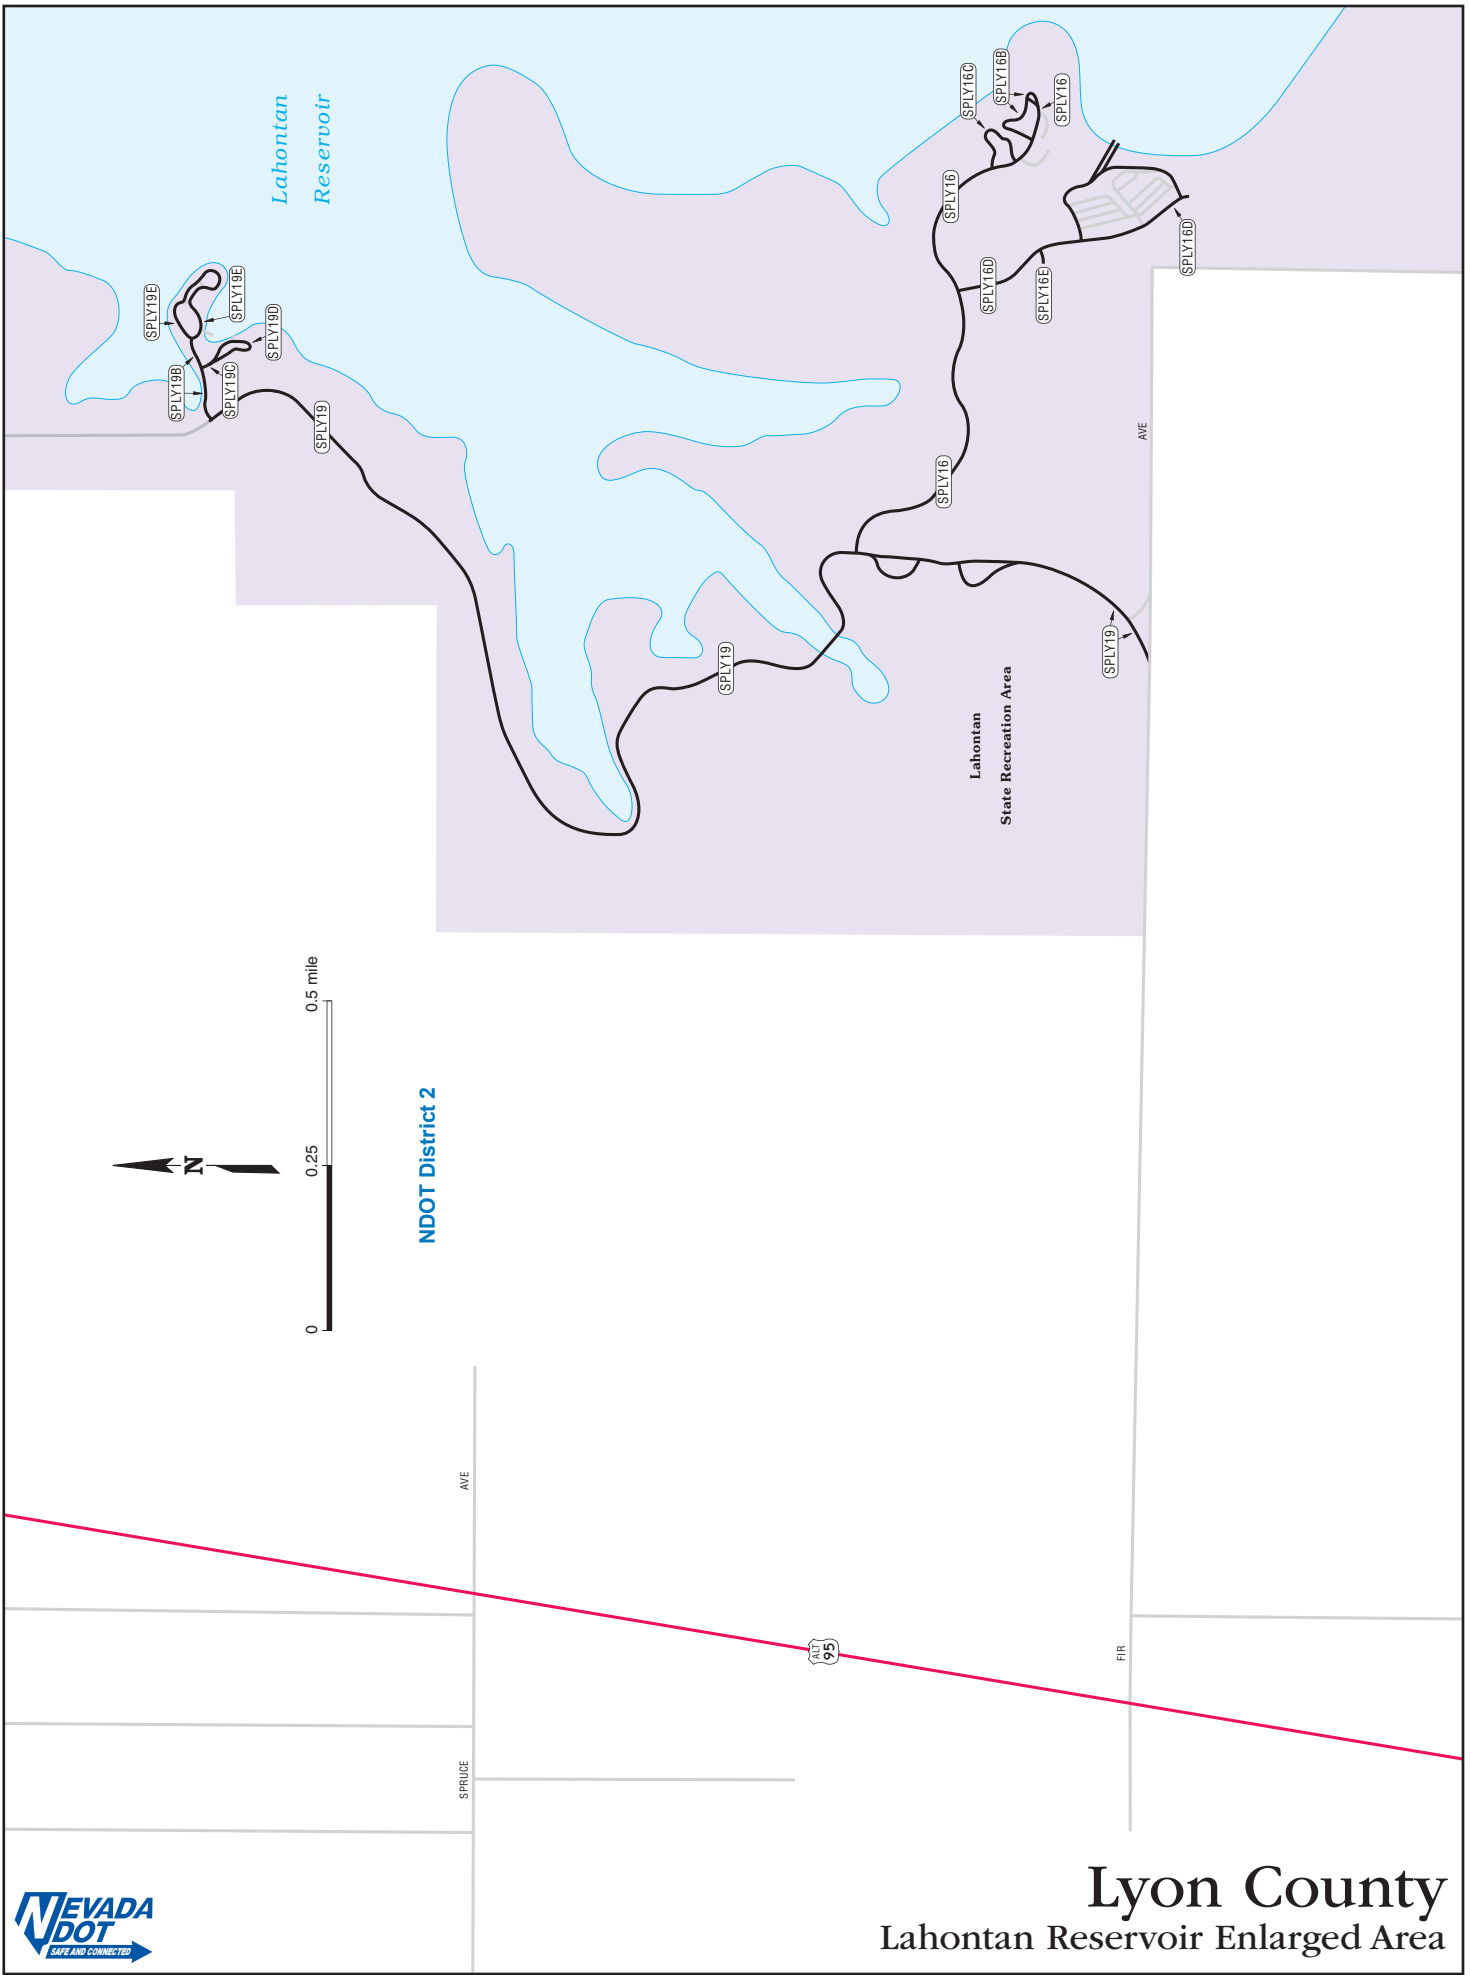 Lahontan
Reservoir
SPLY16C
SPLY16B
SPLY16
SPLY16
SPLY16D
SPLY16D
SPLY16E
SPLY19E
SPLY19E
SPLY19D
SPLY19B
SPLY19C
SPLY19
AVE
SPLY16
SPLY19
SPLY19
Lahontan
State Recreation Area
0 0.25 0.5 mile
N
NDOT District 2
AVE
ALT
95
FIR
SPRUCE
NEVADA
DOT
SAFE AND CONNECTED
Lyon County
Lahontan Reservoir Enlarged Area